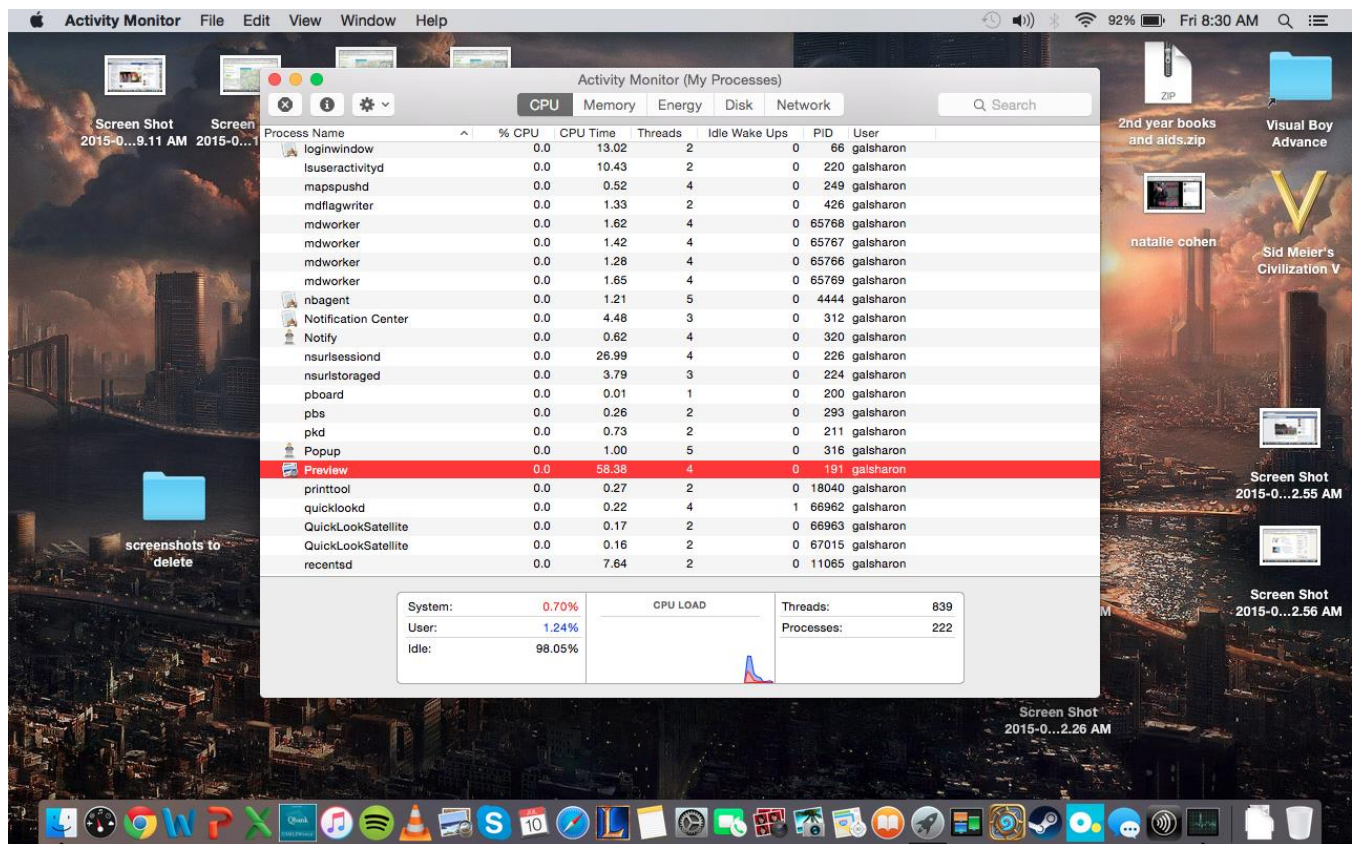 Activity Monitor File Edit View Window Help 92% Fri 8:30 AM
Activity Monitor (My Processes)
CPU Memory Energy Disk Network Search
Process Name % CPU CPU Time Threads Idle Wake Ups PID User
loginwindow 0.0 13.02 2 0 66 galsharon
lsuseractivityd 0.0 10.43 2 0 220 galsharon
mapspushd 0.0 0.52 4 0 249 galsharon
mdflagwriter 0.0 1.33 2 0 426 galsharon
mdworker 0.0 1.62 4 0 65768 galsharon
mdworker 0.0 1.42 4 0 65767 galsharon
mdworker 0.0 1.28 4 0 65766 galsharon
mdworker 0.0 1.65 4 0 65769 galsharon
nbagent 0.0 1.21 5 0 4444 galsharon
Notification Center 0.0 4.48 3 0 312 galsharon
Notify 0.0 0.62 4 0 320 galsharon
nsurlsessiond 0.0 26.99 4 0 226 galsharon
nsurlstoraged 0.0 3.79 3 0 224 galsharon
pboard 0.0 0.01 1 0 200 galsharon
pbs 0.0 0.26 2 0 293 galsharon
pkd 0.0 0.73 2 0 211 galsharon
Popup 0.0 1.00 5 0 316 galsharon
Preview 0.0 58.38 4 0 191 galsharon
printtool 0.0 0.27 2 0 18040 galsharon
quicklookd 0.0 0.22 4 1 66962 galsharon
QuickLookSatellite 0.0 0.17 2 0 66963 galsharon
QuickLookSatellite 0.0 0.16 2 0 67015 galsharon
recentsd 0.0 7.64 2 0 11065 galsharon
System: 0.70% CPU LOAD Threads: 839
User: 1.24% Processes: 222
Idle: 98.05%
Screen Shot
2015-0...9.11 AM
Screen
2015-0...1
screenshots to
delete
ZIP
2nd year books
and aids.zip
Visual Boy
Advance
natalie cohen
Sid Meier's
Civilization V
Screen Shot
2015-0...2.55 AM
Screen Shot
2015-0...2.56 AM
M
Screen Shot
2015-0...2.26 AM
Qbank
10